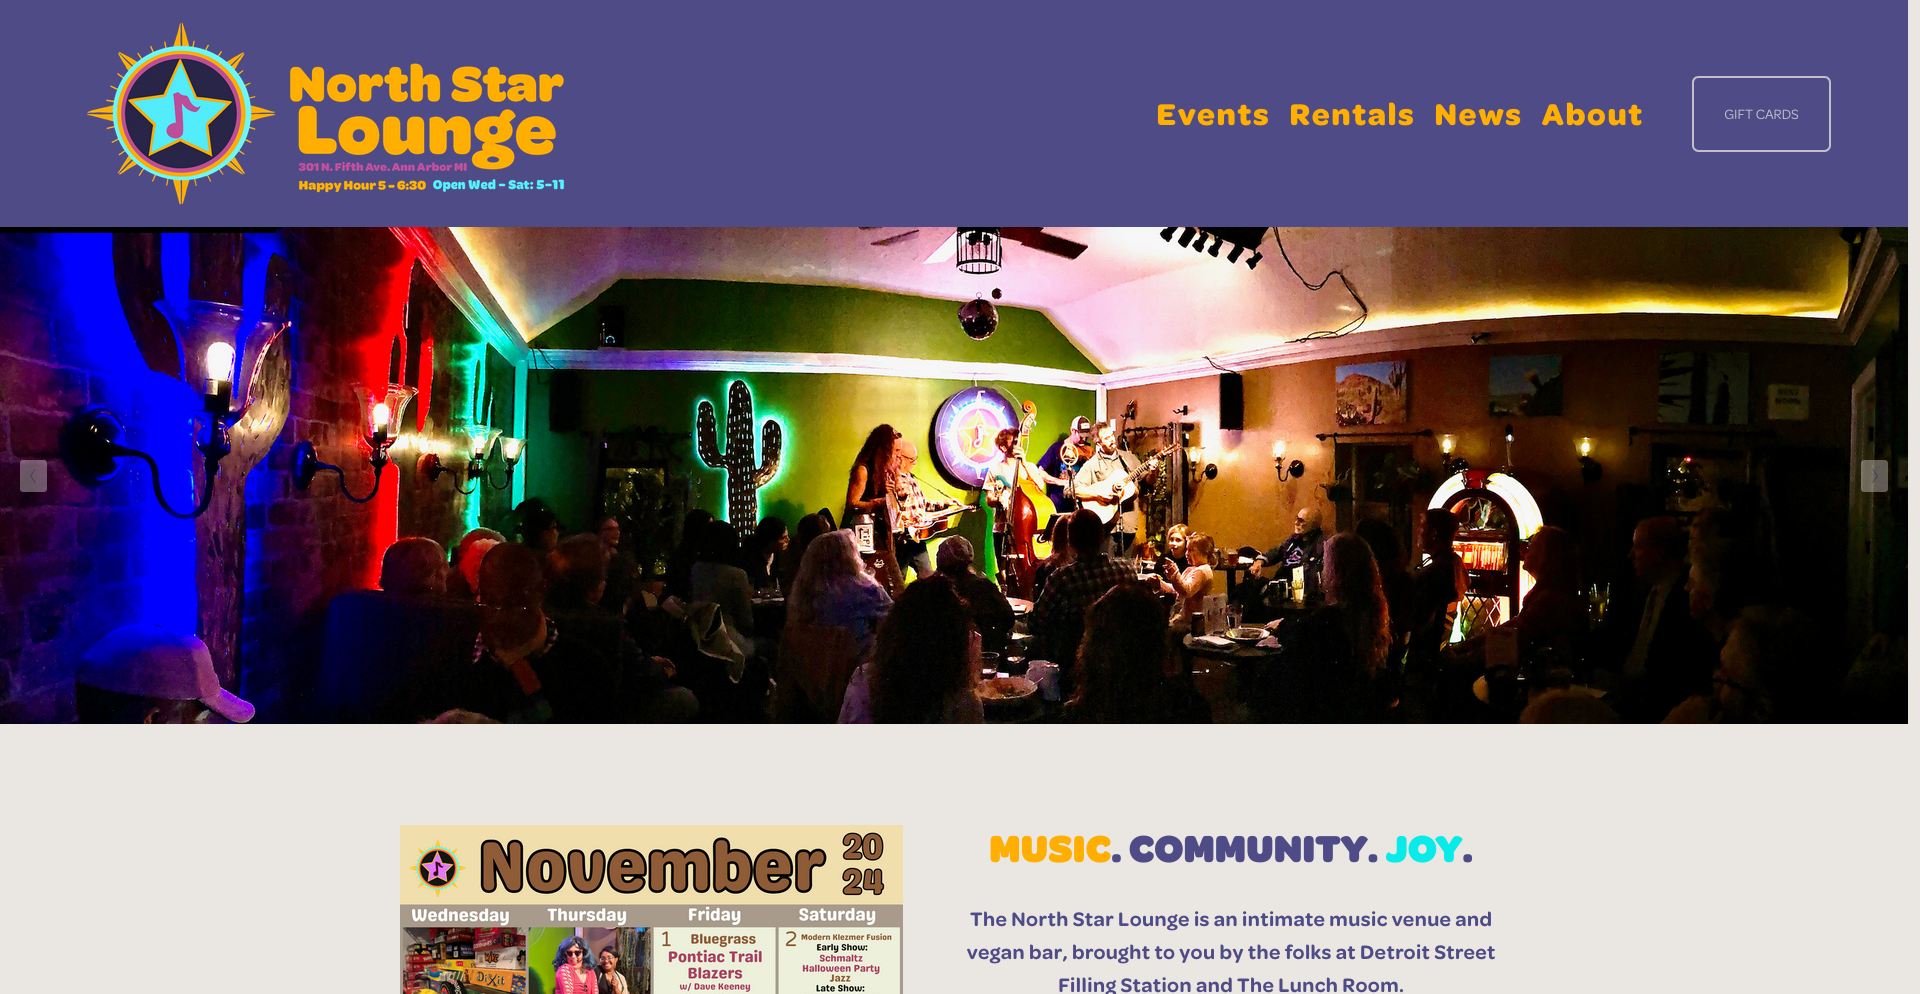 North Star
Lounge
301 N. Fifth Ave. Ann Arbor MI
Happy Hour 5 - 6:30 Open Wed - Sat: 5-11
Events Rentals News About
GIFT CARDS
November 20 24
Wednesday Thursday Friday Saturday
1 Bluegrass
Pontiac Trail
Blazers
w/ Dave Keeney
2 Modern Klezmer Fusion
Early Show:
Schmaltz
Halloween Party
Jazz
Late Show:
DiXit
MUSIC. COMMUNITY. JOY.
The North Star Lounge is an intimate music venue and
vegan bar, brought to you by the folks at Detroit Street
Filling Station and The Lunch Room.